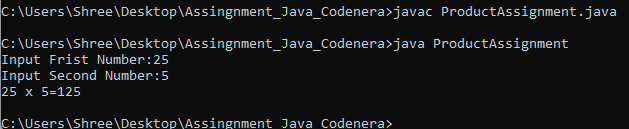 C:\Users\Shree\Desktop\Assingnment_Java_Codenera>javac ProductAssignment.java
C:\Users\Shree\Desktop\Assingnment_Java_Codenera>java ProductAssignment
Input Frist Number:25
Input Second Number:5
25 x 5=125
C:\Users\Shree\Desktop\Assingnment_Java_Codenera>